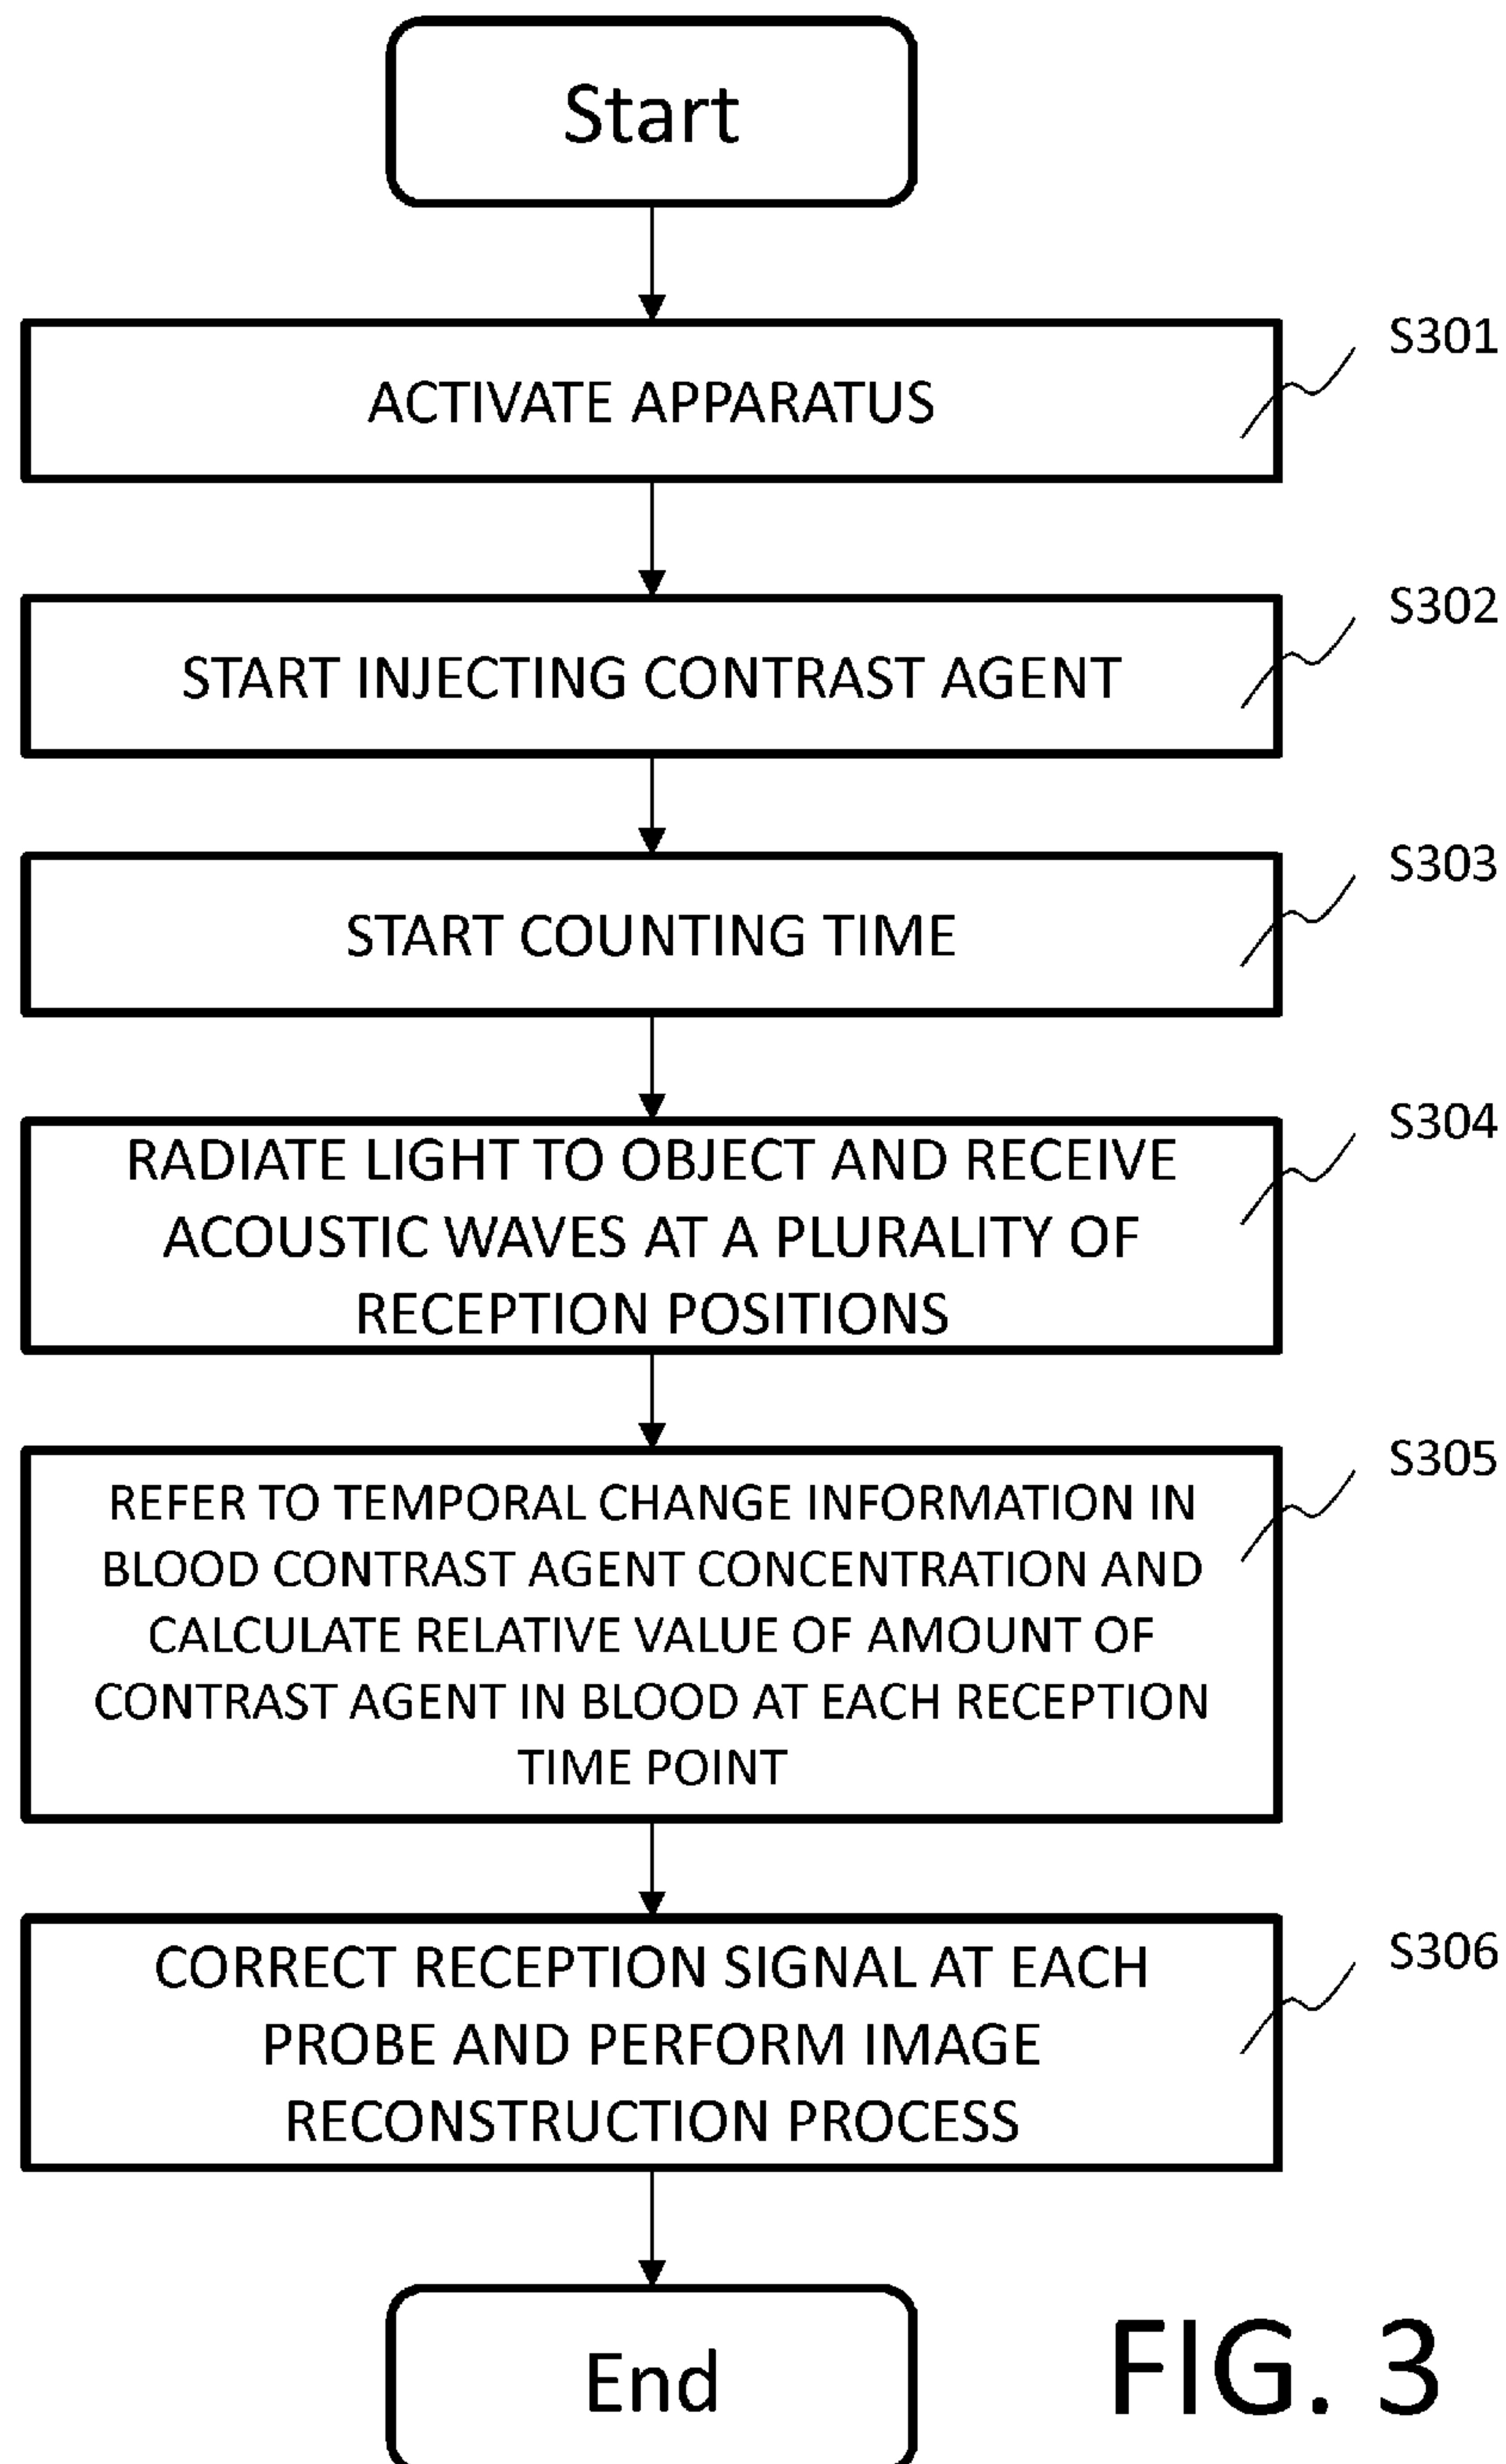 Start
ACTIVATE APPARATUS
S301
START INJECTING CONTRAST AGENT
S302
START COUNTING TIME
S303
RADIATE LIGHT TO OBJECT AND RECEIVE
ACOUSTIC WAVES AT A PLURALITY OF
RECEPTION POSITIONS
S304
REFER TO TEMPORAL CHANGE INFORMATION IN
BLOOD CONTRAST AGENT CONCENTRATION AND
CALCULATE RELATIVE VALUE OF AMOUNT OF
CONTRAST AGENT IN BLOOD AT EACH RECEPTION
TIME POINT
S305
CORRECT RECEPTION SIGNAL AT EACH
PROBE AND PERFORM IMAGE
RECONSTRUCTION PROCESS
S306
End
FIG. 3